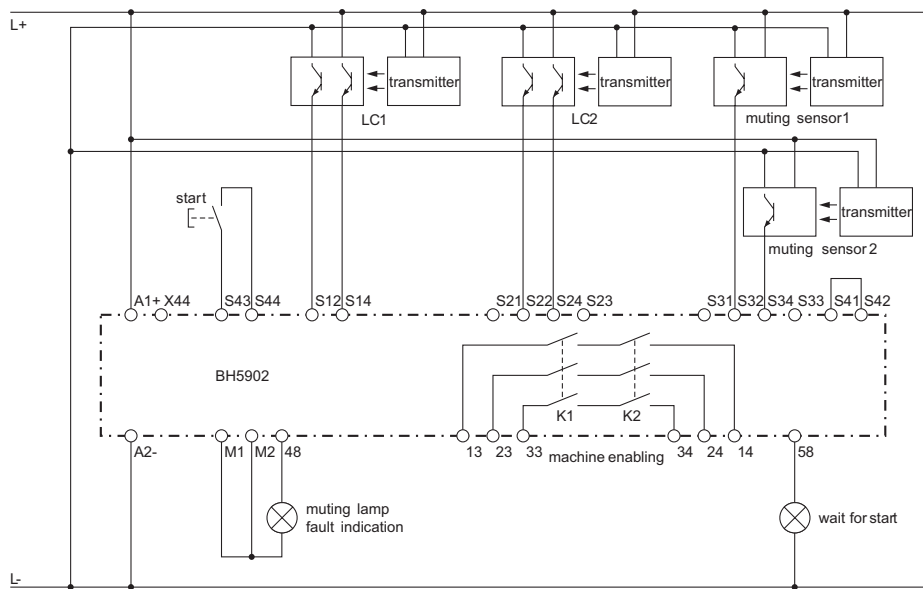 L+
transmitter
transmitter
transmitter
LC1
LC2
muting sensor1
start
transmitter
muting sensor 2
A1+ X44 S43 S44 S12 S14 S21 S22 S24 S23 S31 S32 S34 S33 S41 S42
BH5902
K1 K2
A2- M1 M2 48 13 23 33 machine enabling 34 24 14 58
muting lamp
fault indication
wait for start
L-